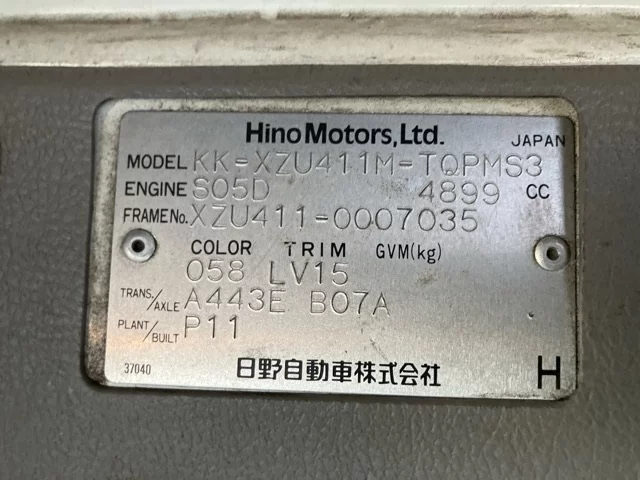 Hino Motors, Ltd. JAPAN
MODEL KK-XZU411M-TQPMS3
ENGINE S05D 4899 CC
FRAME No. XZU411-0007035
COLOR TRIM GVM(kg)
058 LV15
TRANS./AXLE A443E B07A
PLANT/BUILT P11
37040 日野自動車株式会社 H